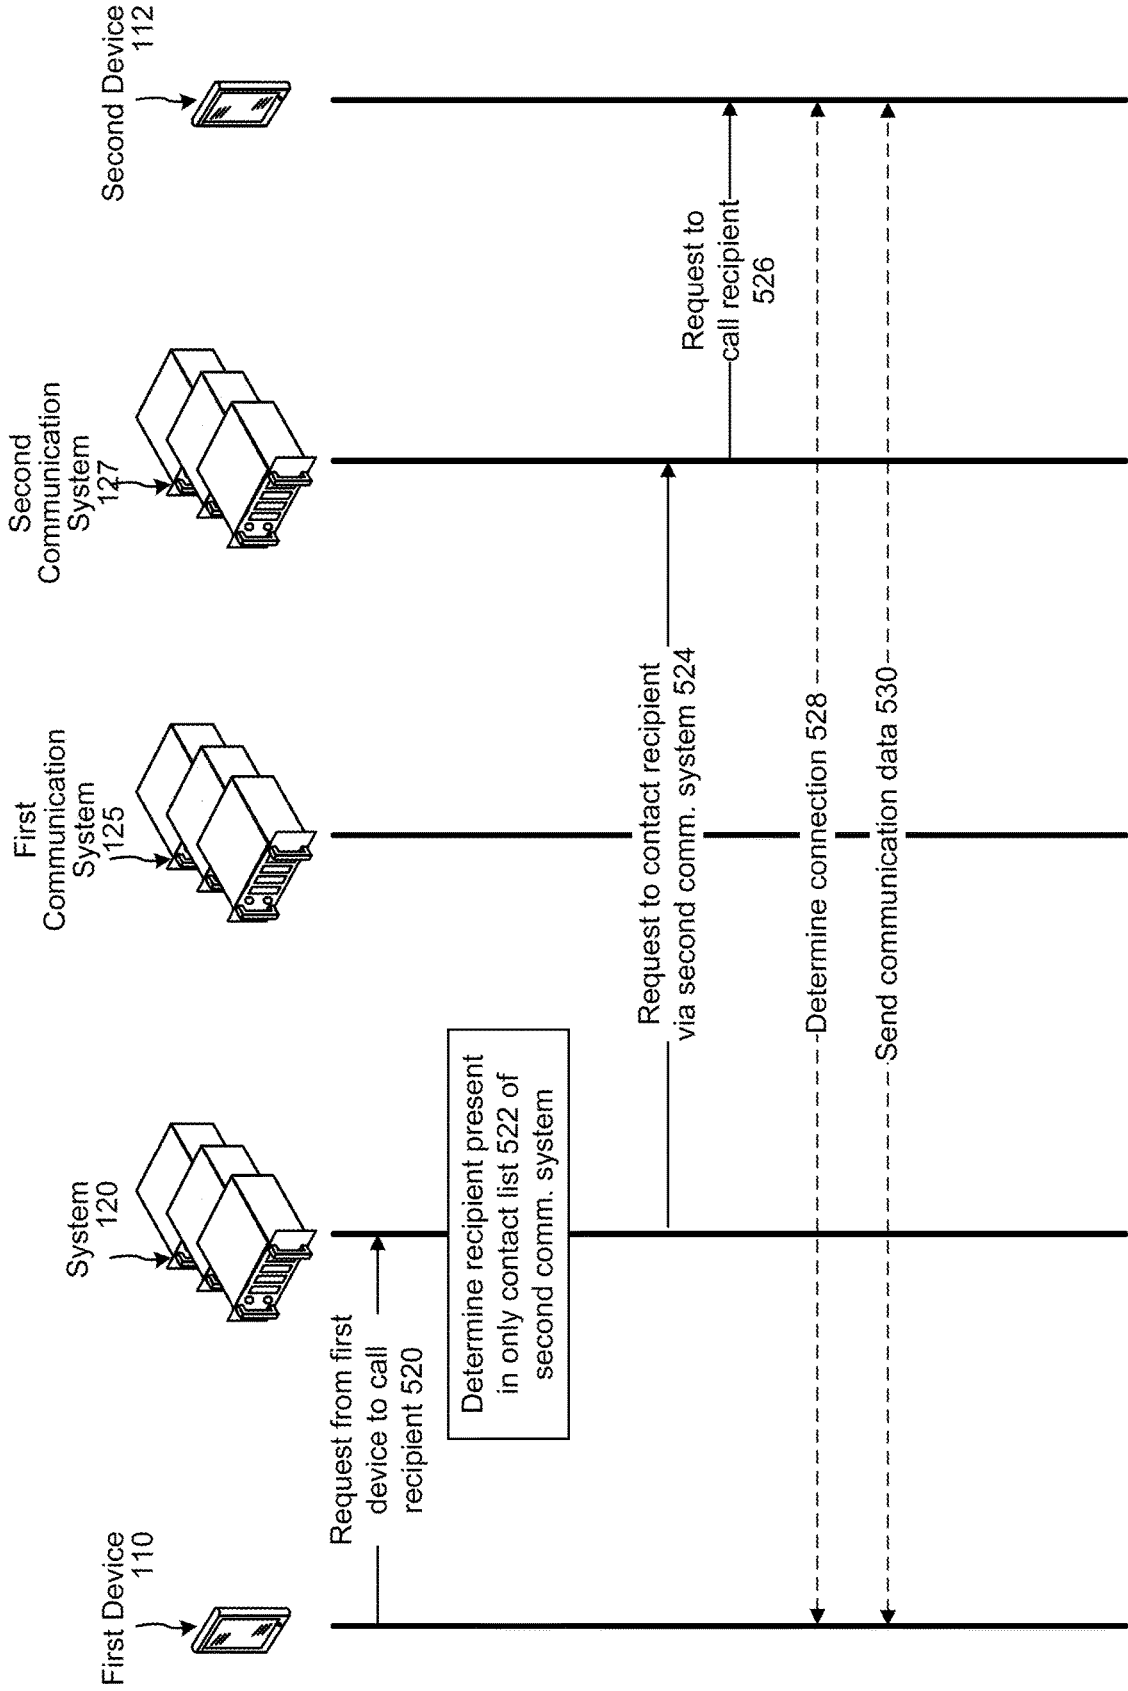 First Device
110
System
120
First
Communication
System
125
Second
Communication
System
127
Second Device
112
Request from first
device to call
recipient 520
Determine recipient present
in only contact list 522 of
second comm. system
Request to contact recipient
via second comm. system 524
Request to
call recipient
526
Determine connection 528
Send communication data 530